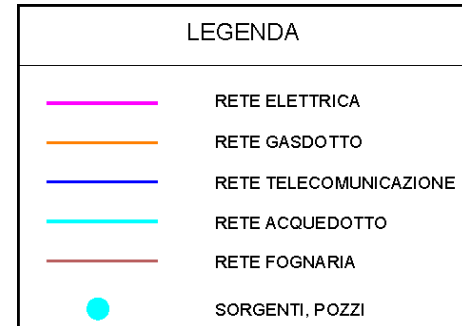 LEGENDA
RETE ELETTRICA
RETE GASDOTTO
RETE TELECOMUNICAZIONE
RETE ACQUEDOTTO
RETE FOGNARIA
SORGENTI, POZZI